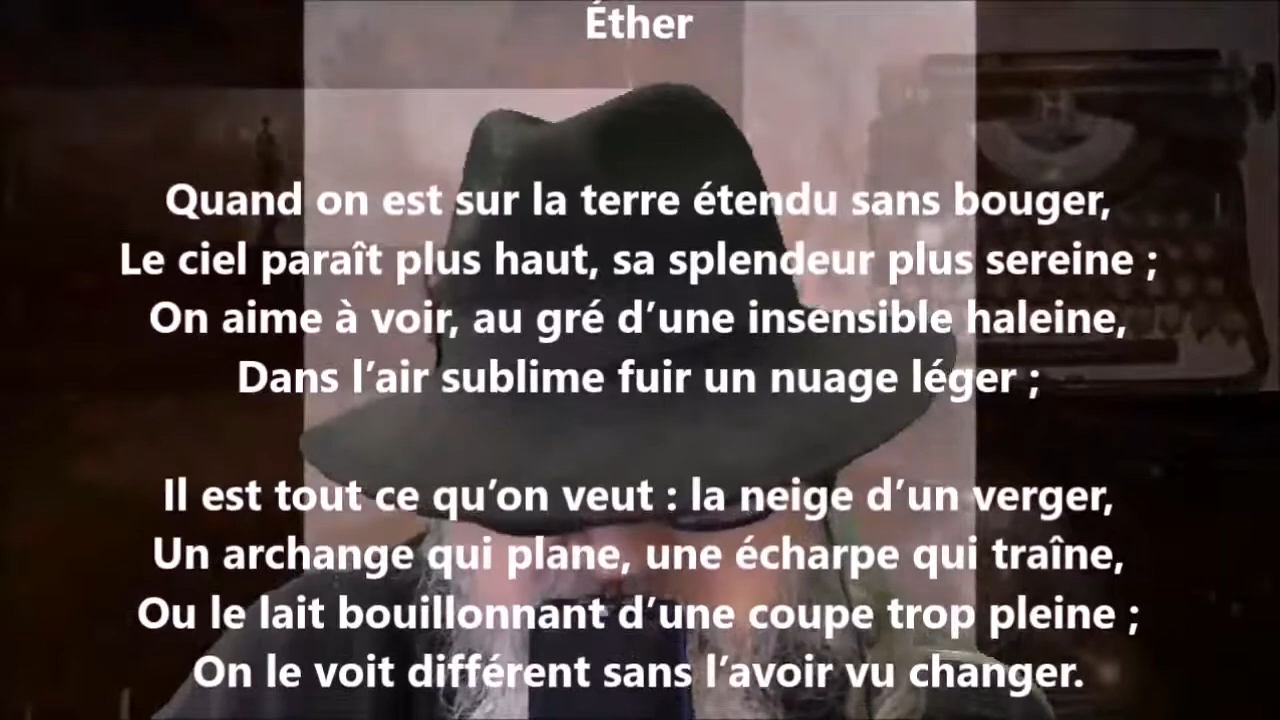 Éther
Quand on est sur la terre étendu sans bouger,
Le ciel paraît plus haut, sa splendeur plus sereine ;
On aime à voir, au gré d’une insensible haleine,
Dans l’air sublime fuir un nuage léger ;
Il est tout ce qu’on veut : la neige d’un verger,
Un archange qui plane, une écharpe qui traîne,
Ou le lait bouillonnant d’une coupe trop pleine ;
On le voit différent sans l’avoir vu changer.